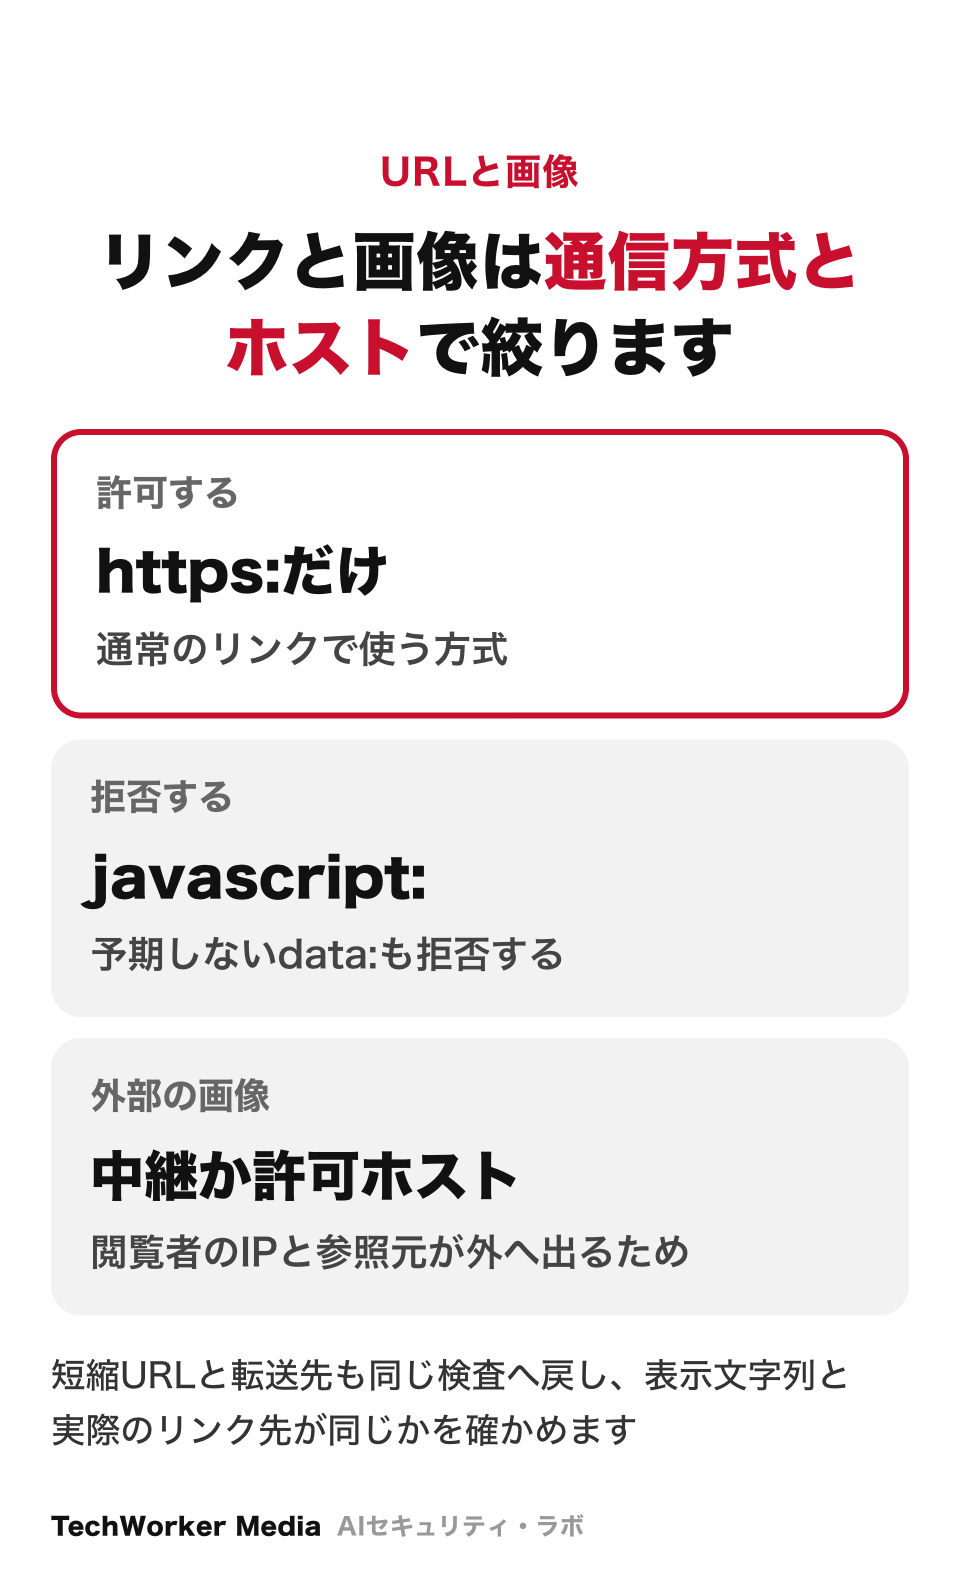 URLと画像
リンクと画像は通信方式と
ホストで絞ります
許可する
https:だけ
通常のリンクで使う方式
拒否する
javascript:
予期しないdata:も拒否する
外部の画像
中継か許可ホスト
閲覧者のIPと参照元が外へ出るため
短縮URLと転送先も同じ検査へ戻し、表示文字列と
実際のリンク先が同じかを確かめます
TechWorker Media AIセキュリティ・ラボ